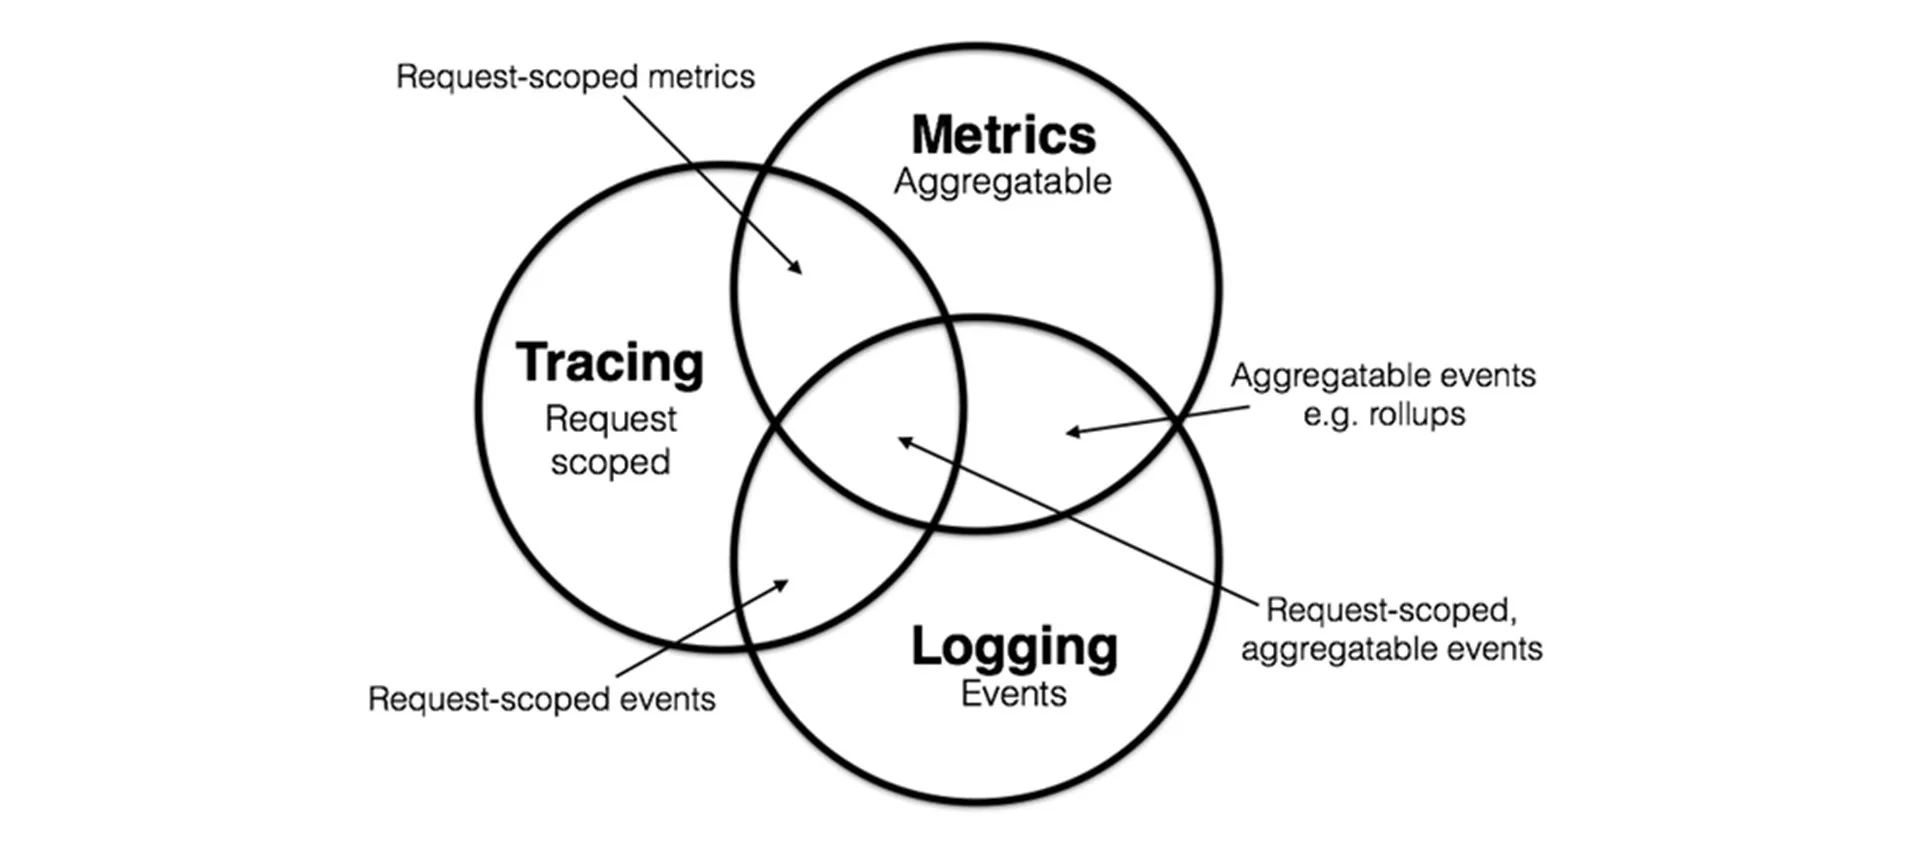 Request-scoped metrics
Metrics
Aggregatable
Tracing
Request
scoped
Aggregatable events
e.g. rollups
Request-scoped,
aggregatable events
Logging
Events
Request-scoped events